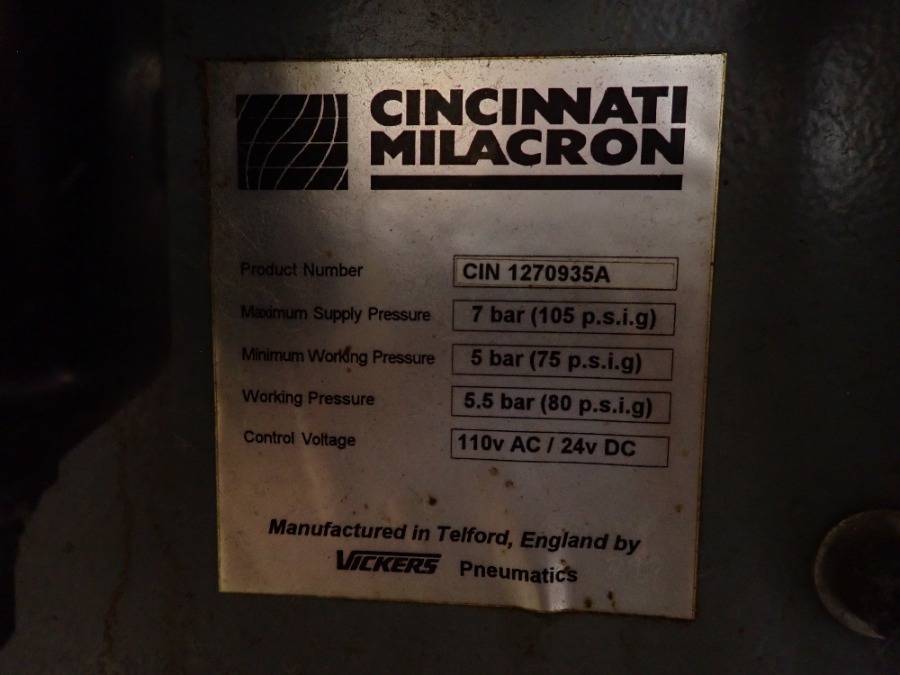 CINCINNATI
MILACRON
Product Number CIN 1270935A
Maximum Supply Pressure 7 bar (105 p.s.i.g)
Minimum Working Pressure 5 bar (75 p.s.i.g)
Working Pressure 5.5 bar (80 p.s.i.g)
Control Voltage 110v AC / 24v DC
Manufactured in Telford, England by
VICKERS Pneumatics